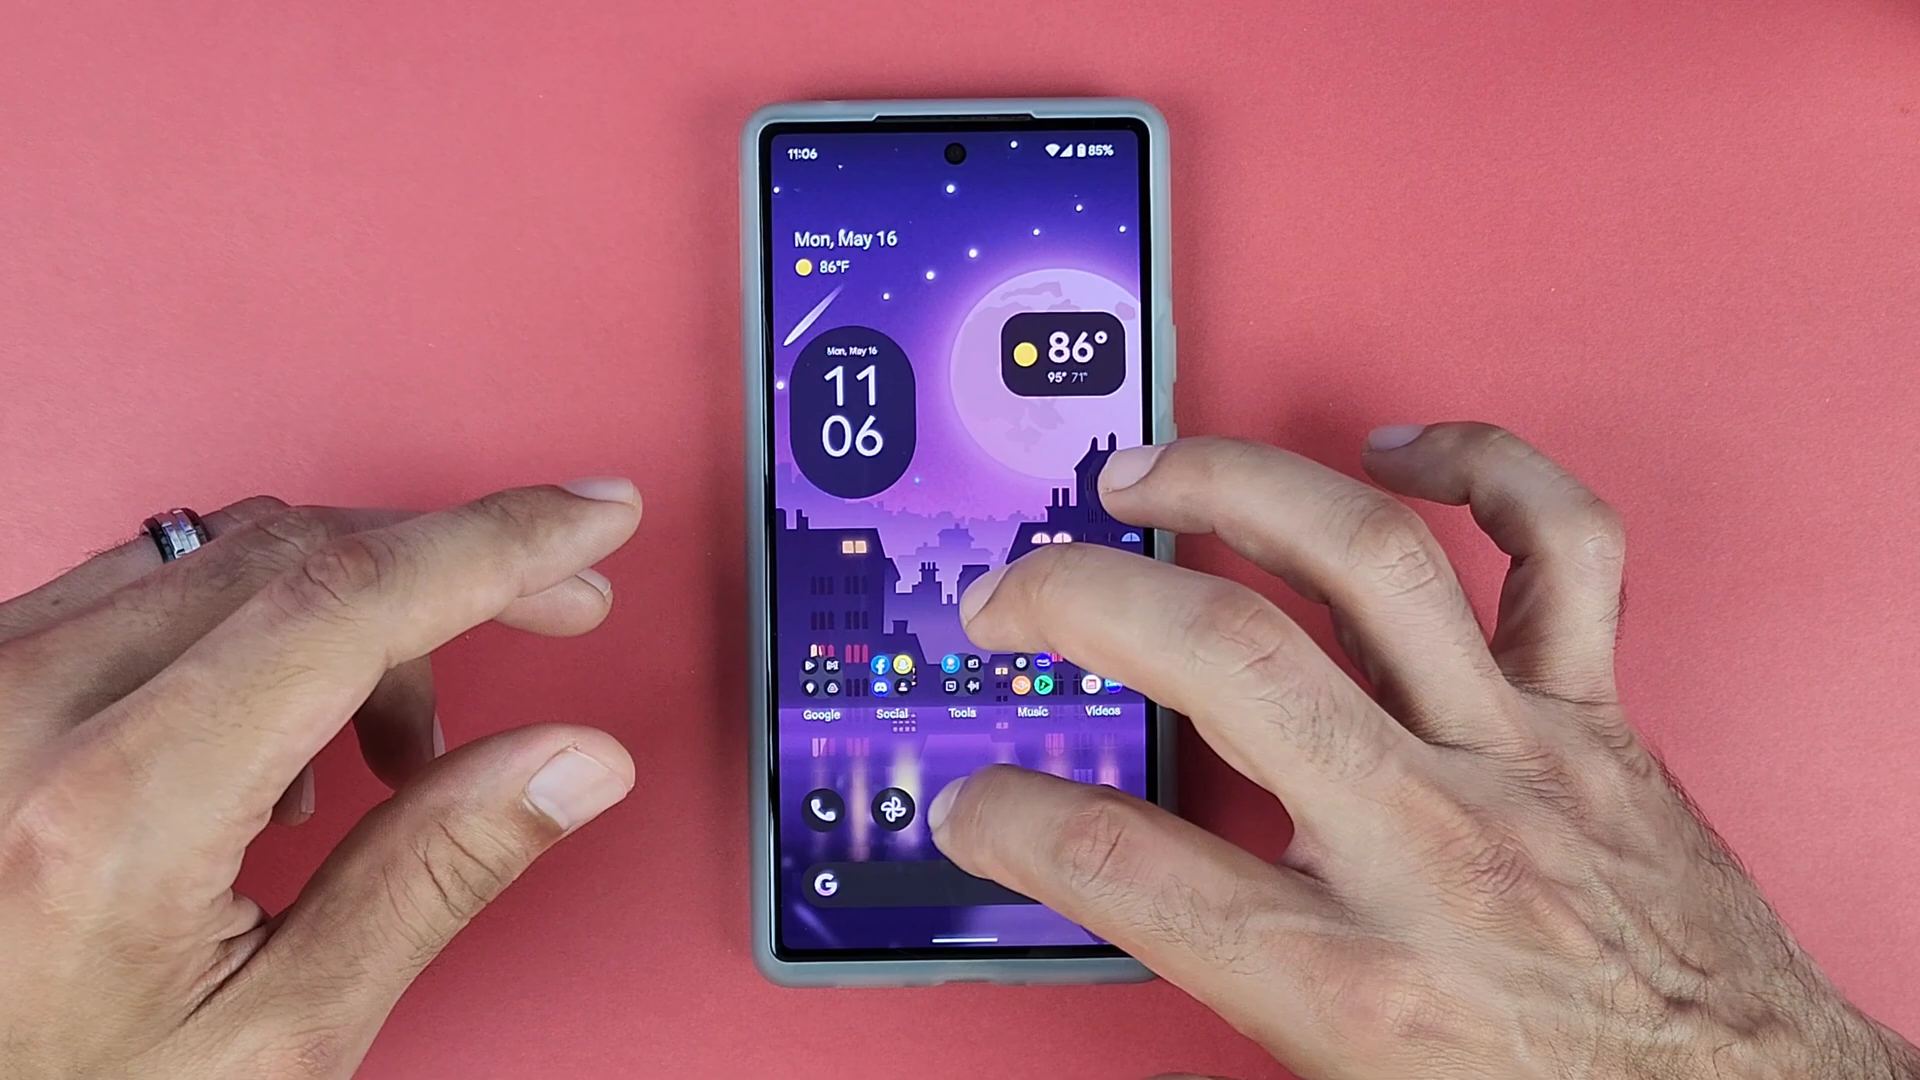 11:06
85%
Mon, May 16
86°F
Mon, May 16
11
06
86°
95° 71°
Google
Social
Tools
Music
Videos
G